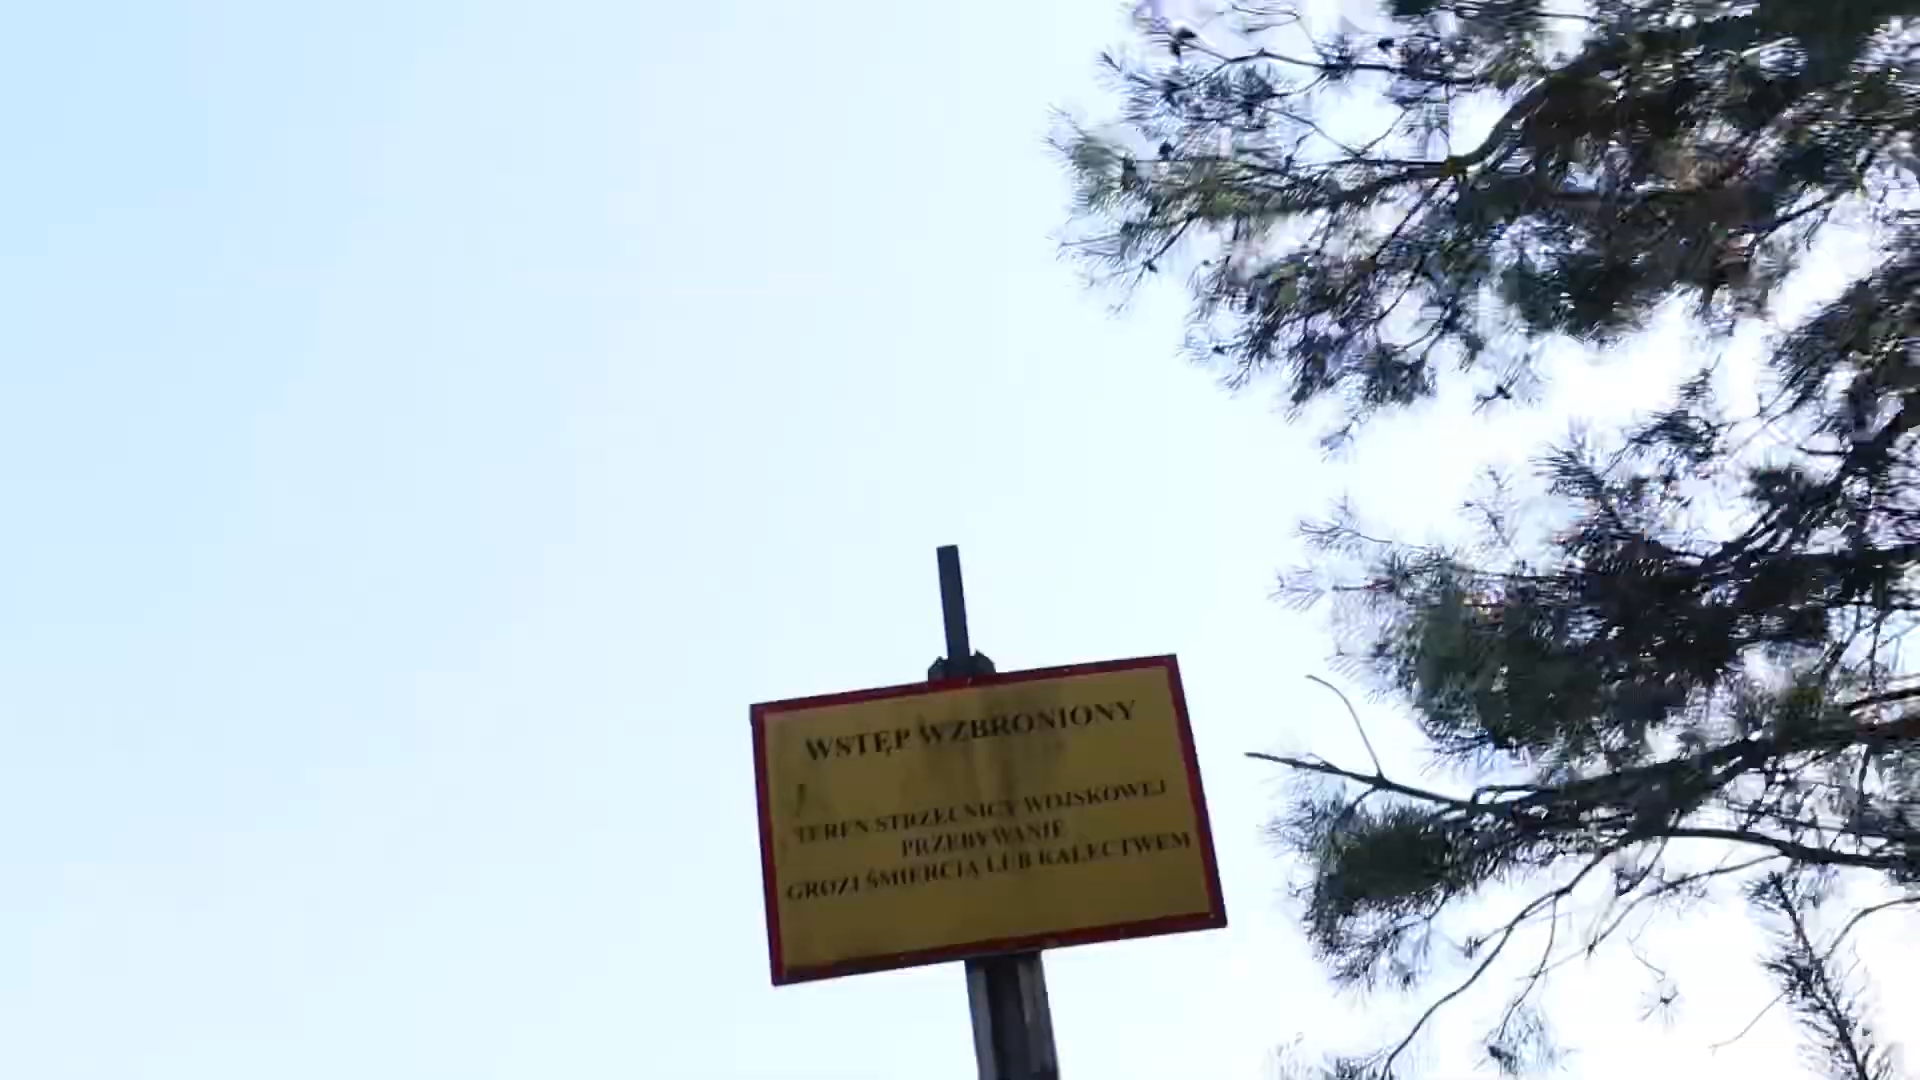 WSTĘP WZBRONIONY
TEREN STRZELNICY WOJSKOWEJ
PRZEBYWANIE
GROZI ŚMIERCIĄ LUB KALECTWEM